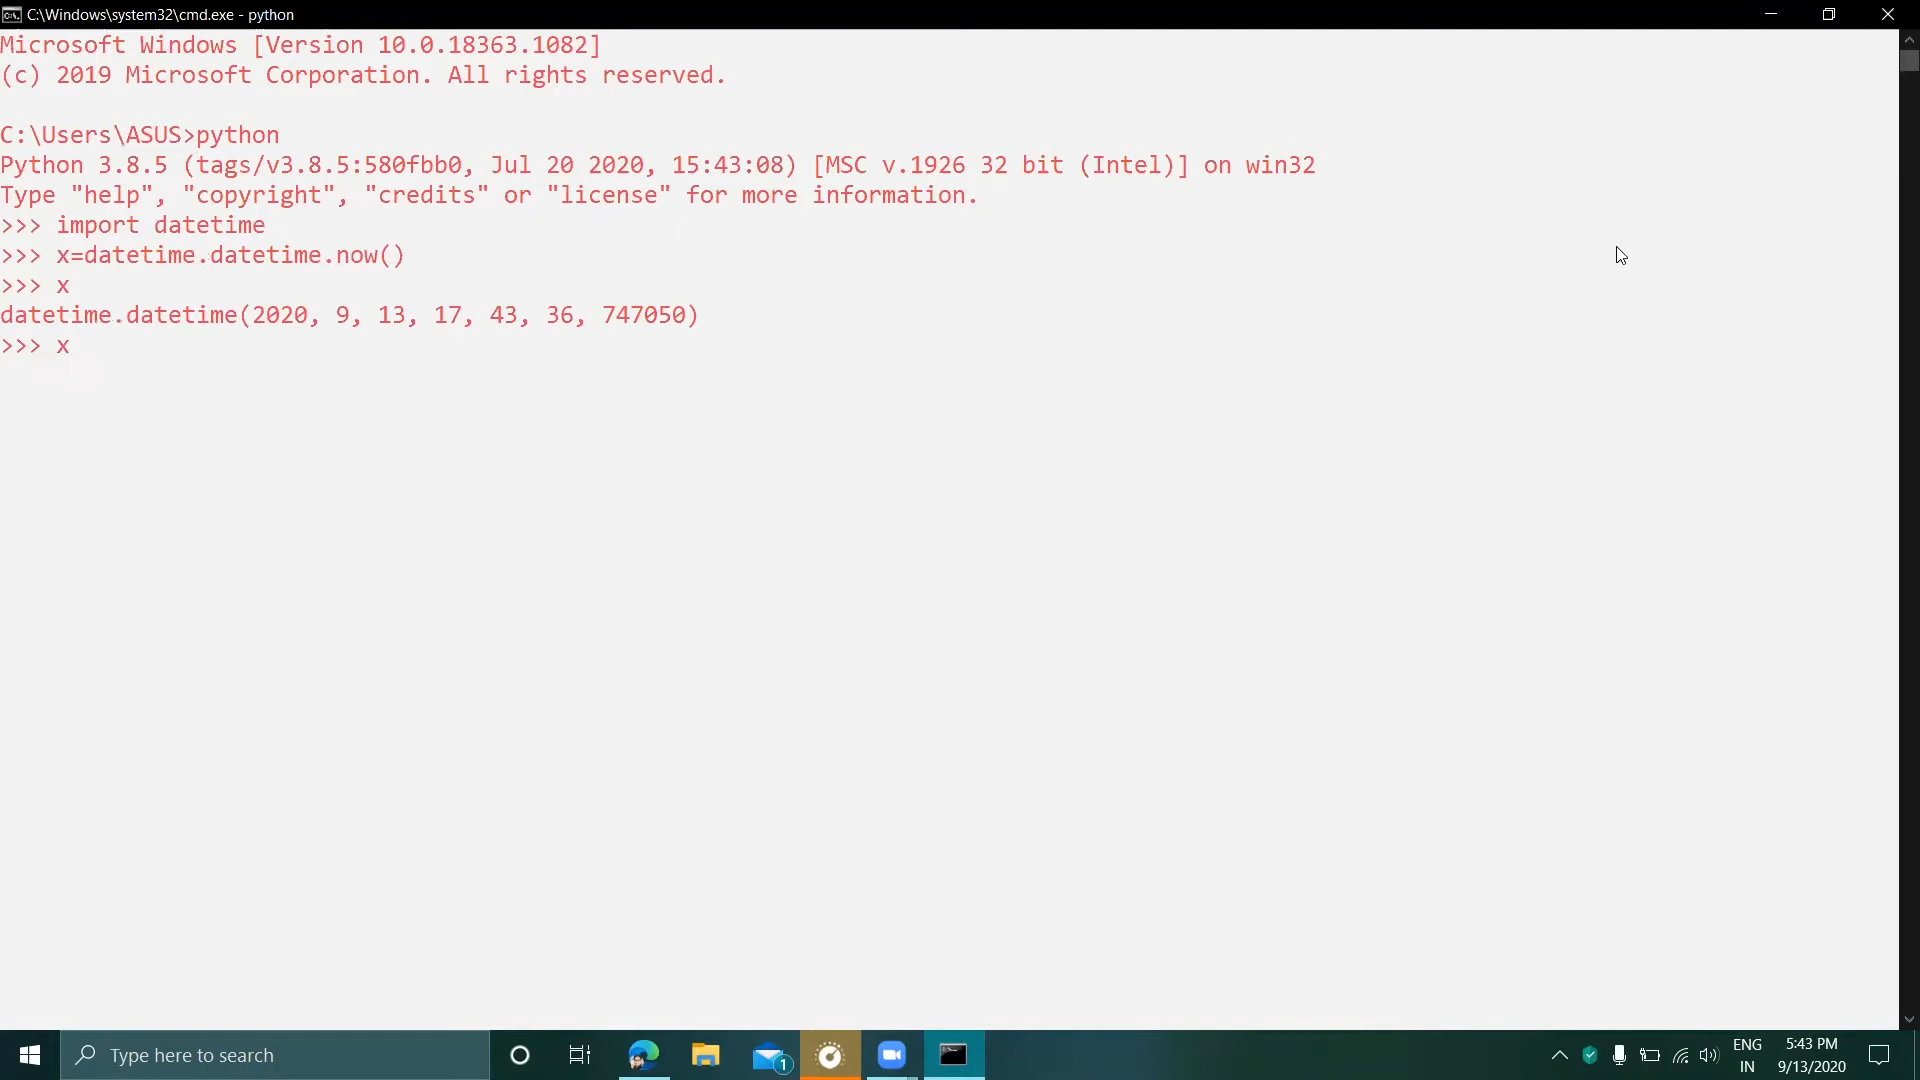 C:\Windows\system32\cmd.exe - python
Microsoft Windows [Version 10.0.18363.1082]
(c) 2019 Microsoft Corporation. All rights reserved.
C:\Users\ASUS>python
Python 3.8.5 (tags/v3.8.5:580fbb0, Jul 20 2020, 15:43:08) [MSC v.1926 32 bit (Intel)] on win32
Type "help", "copyright", "credits" or "license" for more information.
>>> import datetime
>>> x=datetime.datetime.now()
>>> x
datetime.datetime(2020, 9, 13, 17, 43, 36, 747050)
>>> x
Type here to search
1
ENG
IN
5:43 PM
9/13/2020